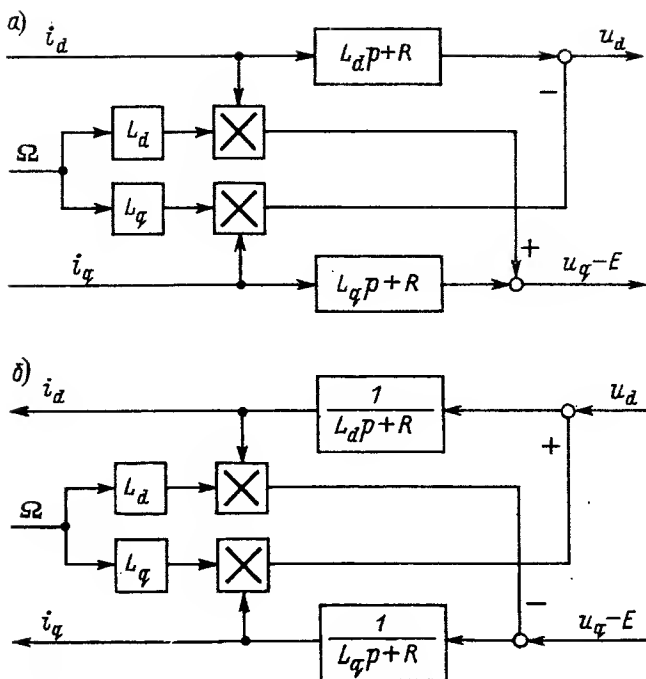 а)
i_d
L_d p+R
u_d
−
L_d
Ω
L_q
+
i_q
L_q p+R
u_q−E
б)
i_d
1
L_d p+R
u_d
+
L_d
Ω
L_q
−
i_q
1
L_q p+R
u_q−E